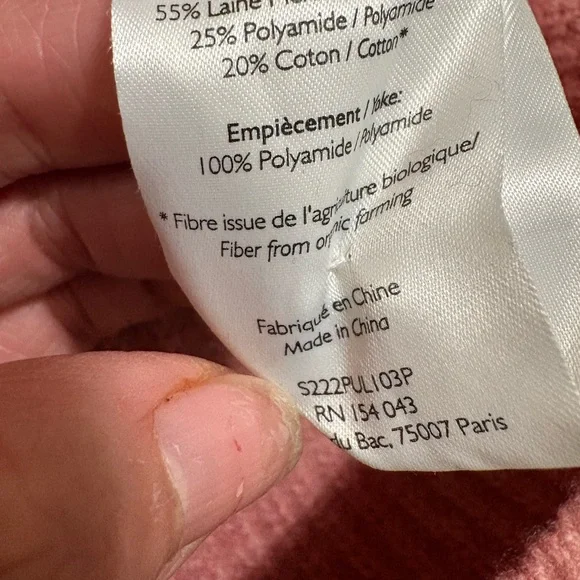 55% Laine
25% Polyamide / Polyamide
20% Coton / Cotton*
Empiècement / Yoke:
100% Polyamide / Polyamide
* Fibre issue de l'agriculture biologique/
Fiber from organic farming
Fabriqué en Chine
Made in China
S222PUL103P
RN 154 043
du Bac, 75007 Paris